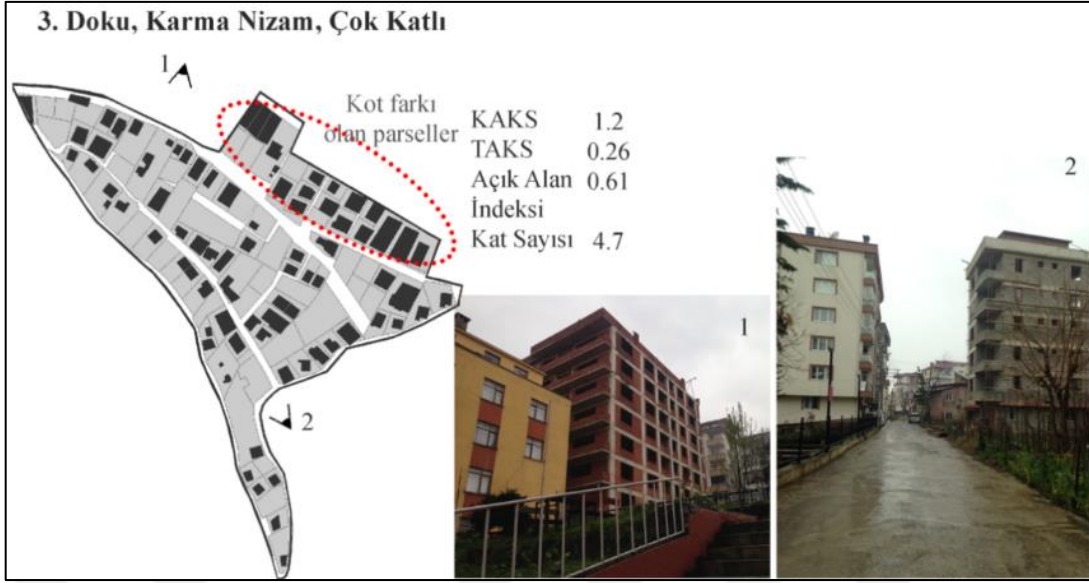 3. Doku, Karma Nizam, Çok Katlı
1
Kot farkı
olan parseller
KAKS 1.2
TAKS 0.26
Açık Alan 0.61
İndeksi
Kat Sayısı 4.7
2
1
2